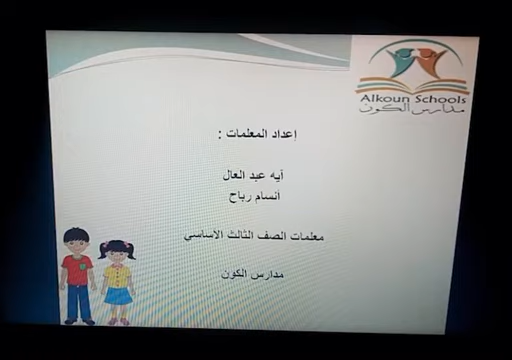 Alkoun Schools
مدارس الكون
إعداد المعلمات :
آيه عبد العال
أنسام رباح
معلمات الصف الثالث الأساسي
مدارس الكون